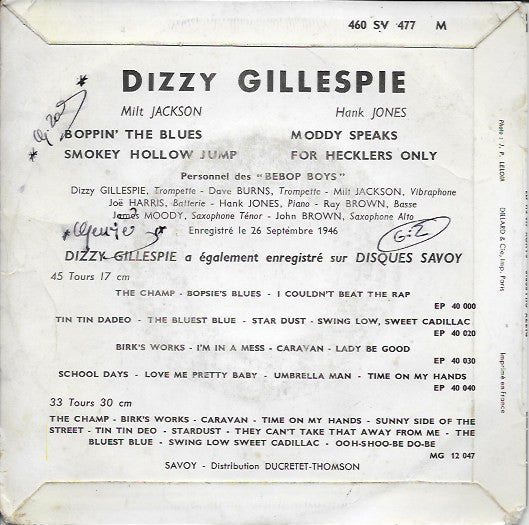 460 SV 477 M
DIZZY GILLESPIE
Milt JACKSON Hank JONES
BOPPIN' THE BLUES MODDY SPEAKS
SMOKEY HOLLOW JUMP FOR HECKLERS ONLY
Personnel des "BEBOP BOYS"
Dizzy GILLESPIE, Trompette - Dave BURNS, Trompette - Milt JACKSON, Vibraphone
Joë HARRIS, Batterie - Hank JONES, Piano - Ray BROWN, Basse
James MOODY, Saxophone Ténor - John BROWN, Saxophone Alto
Enregistré le 26 Septembre 1946
G.Z
DIZZY GILLESPIE a également enregistré sur DISQUES SAVOY
45 Tours 17 cm
THE CHAMP - BOPSIE'S BLUES - I COULDN'T BEAT THE RAP
EP 40 000
TIN TIN DADEO - THE BLUEST BLUE - STAR DUST - SWING LOW, SWEET CADILLAC
EP 40 020
BIRK'S WORKS - I'M IN A MESS - CARAVAN - LADY BE GOOD
EP 40 030
SCHOOL DAYS - LOVE ME PRETTY BABY - UMBRELLA MAN - TIME ON MY HANDS
EP 40 040
33 Tours 30 cm
THE CHAMP - BIRK'S WORKS - CARAVAN - TIME ON MY HANDS - SUNNY SIDE OF THE
STREET - TIN TIN DEO - STARDUST - THEY CAN'T TAKE THAT AWAY FROM ME - THE
BLUEST BLUE - SWING LOW SWEET CADILLAC - OOH-SHOO-BE DO-BE
MG 12 047
SAVOY - Distribution DUCRETET-THOMSON
Photo : J. P. LELOIR
DILLARD & Cie, Imp. Paris
Imprimé en France